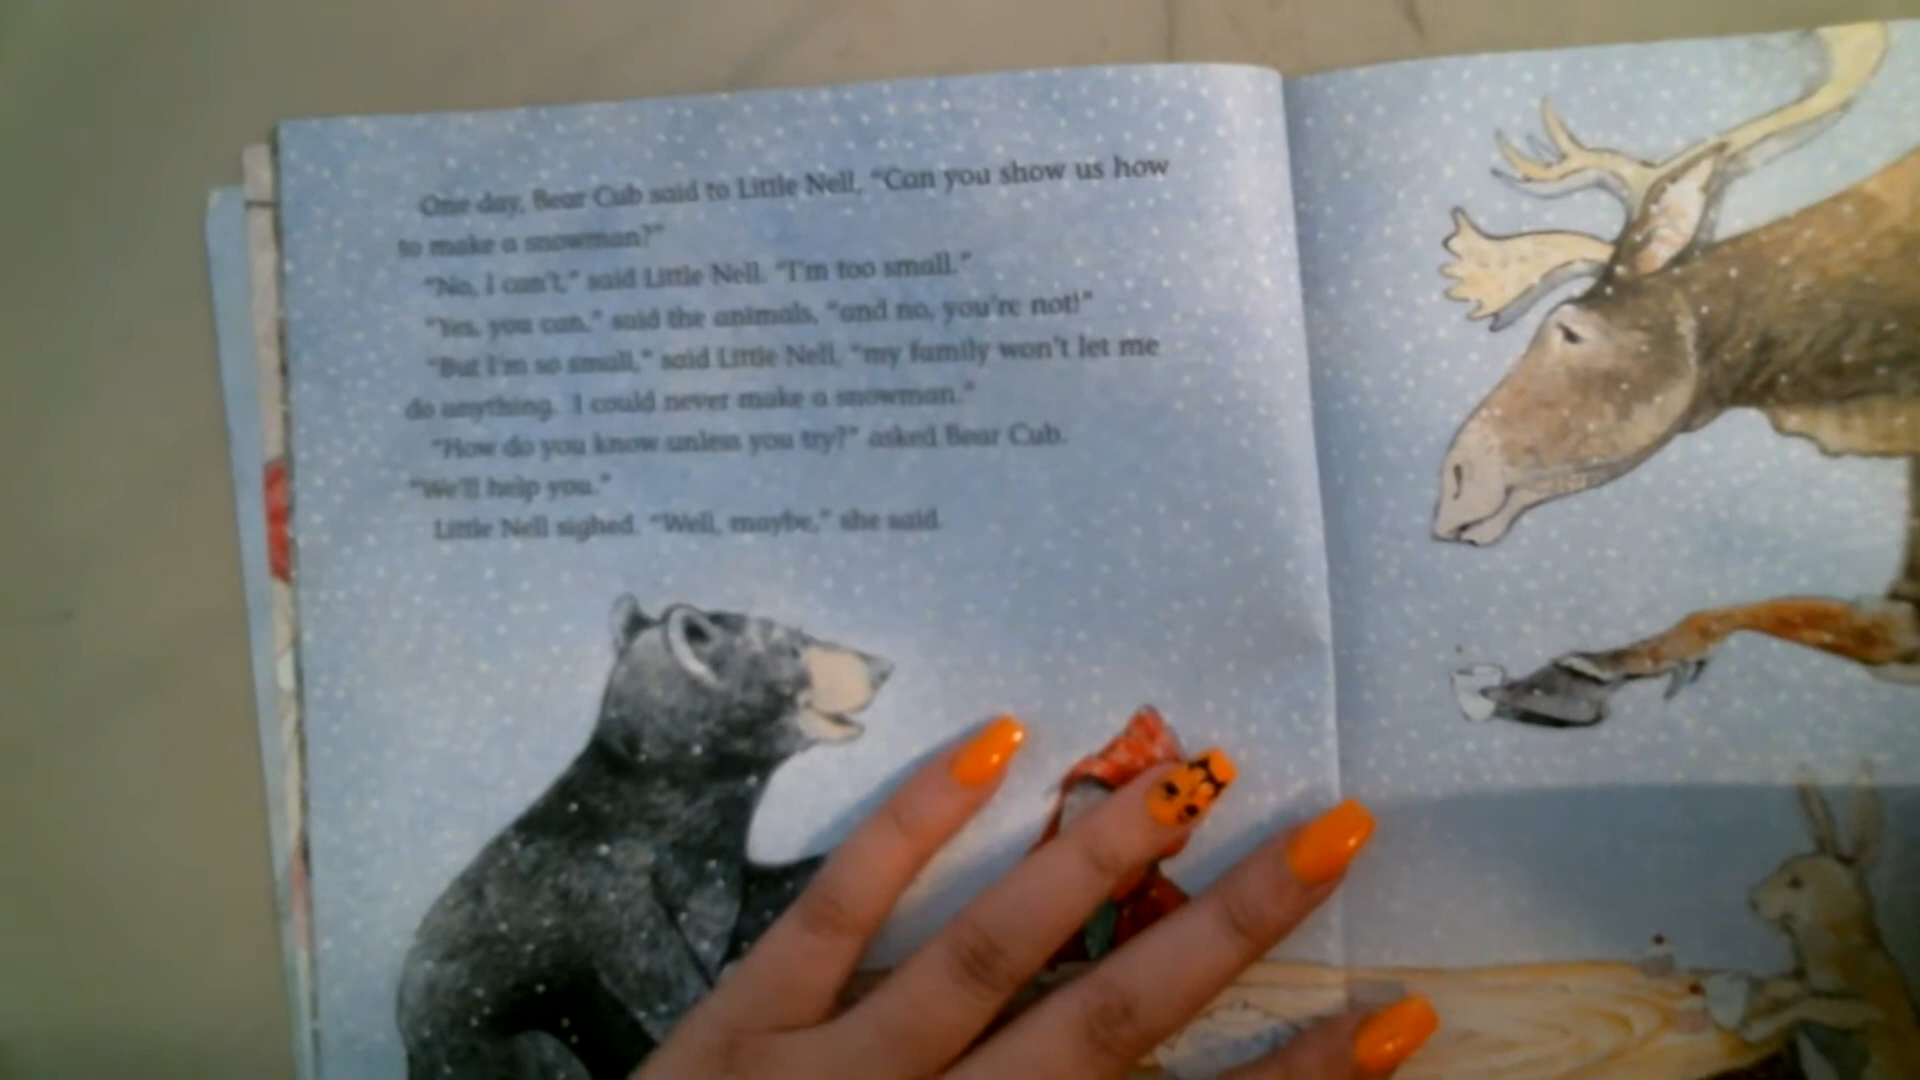 One day, Bear Cub said to Little Nell, “Can you show us how
to make a snowman?”
“No, I can't,” said Little Nell. “I'm too small.”
“Yes, you can,” said the animals, “and no, you're not!”
“But I'm so small,” said Little Nell, “my family won't let me
do anything. I could never make a snowman.”
“How do you know unless you try?” asked Bear Cub.
“We'll help you.”
Little Nell sighed. “Well, maybe,” she said.